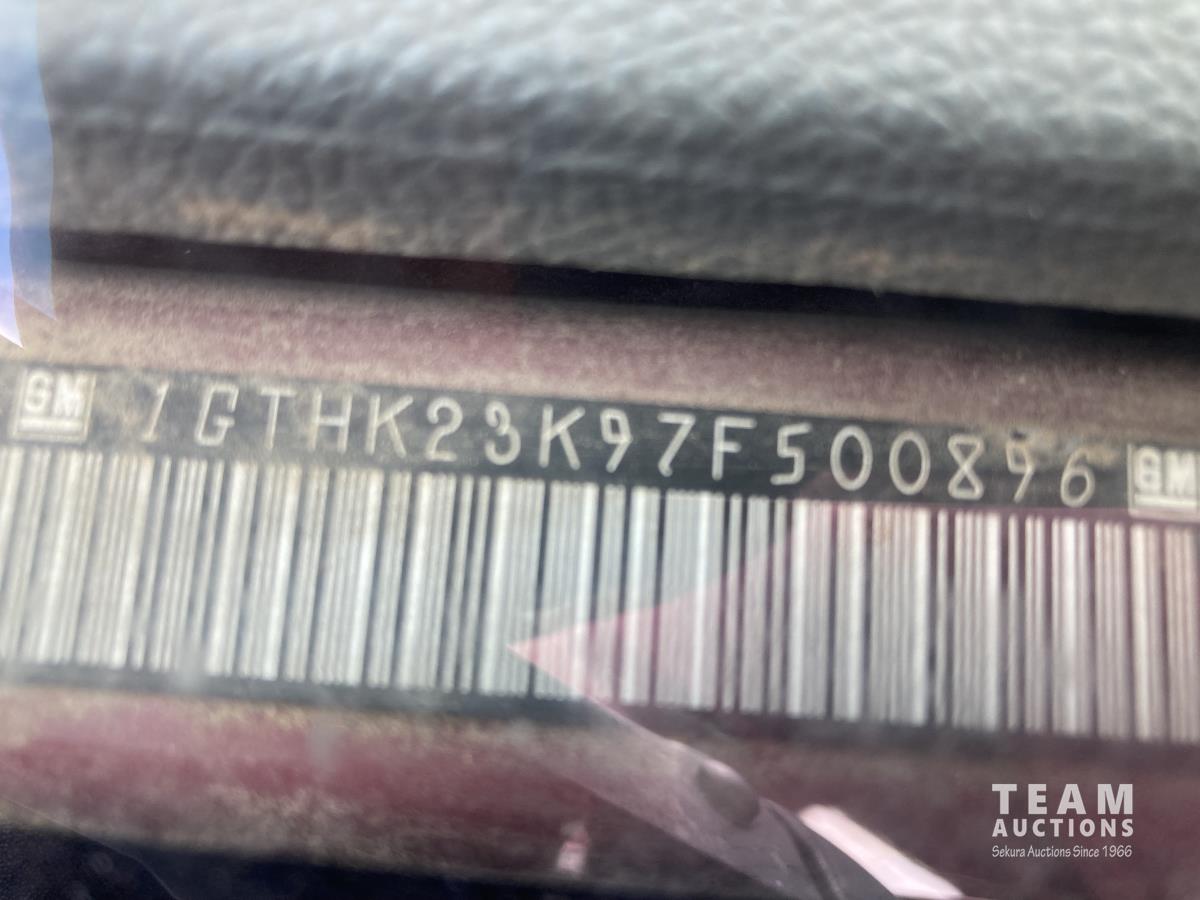 GM 1GTHK23K97F500896 GM
TEAM
AUCTIONS
Sekura Auctions Since 1966